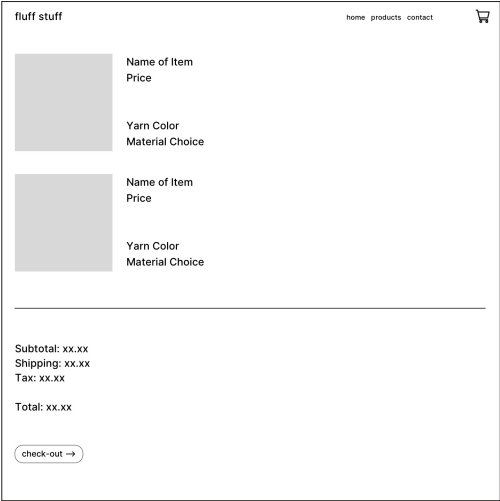 fluff stuff
home products contact
Name of Item
Price
Yarn Color
Material Choice
Name of Item
Price
Yarn Color
Material Choice
Subtotal: xx.xx
Shipping: xx.xx
Tax: xx.xx
Total: xx.xx
check-out →